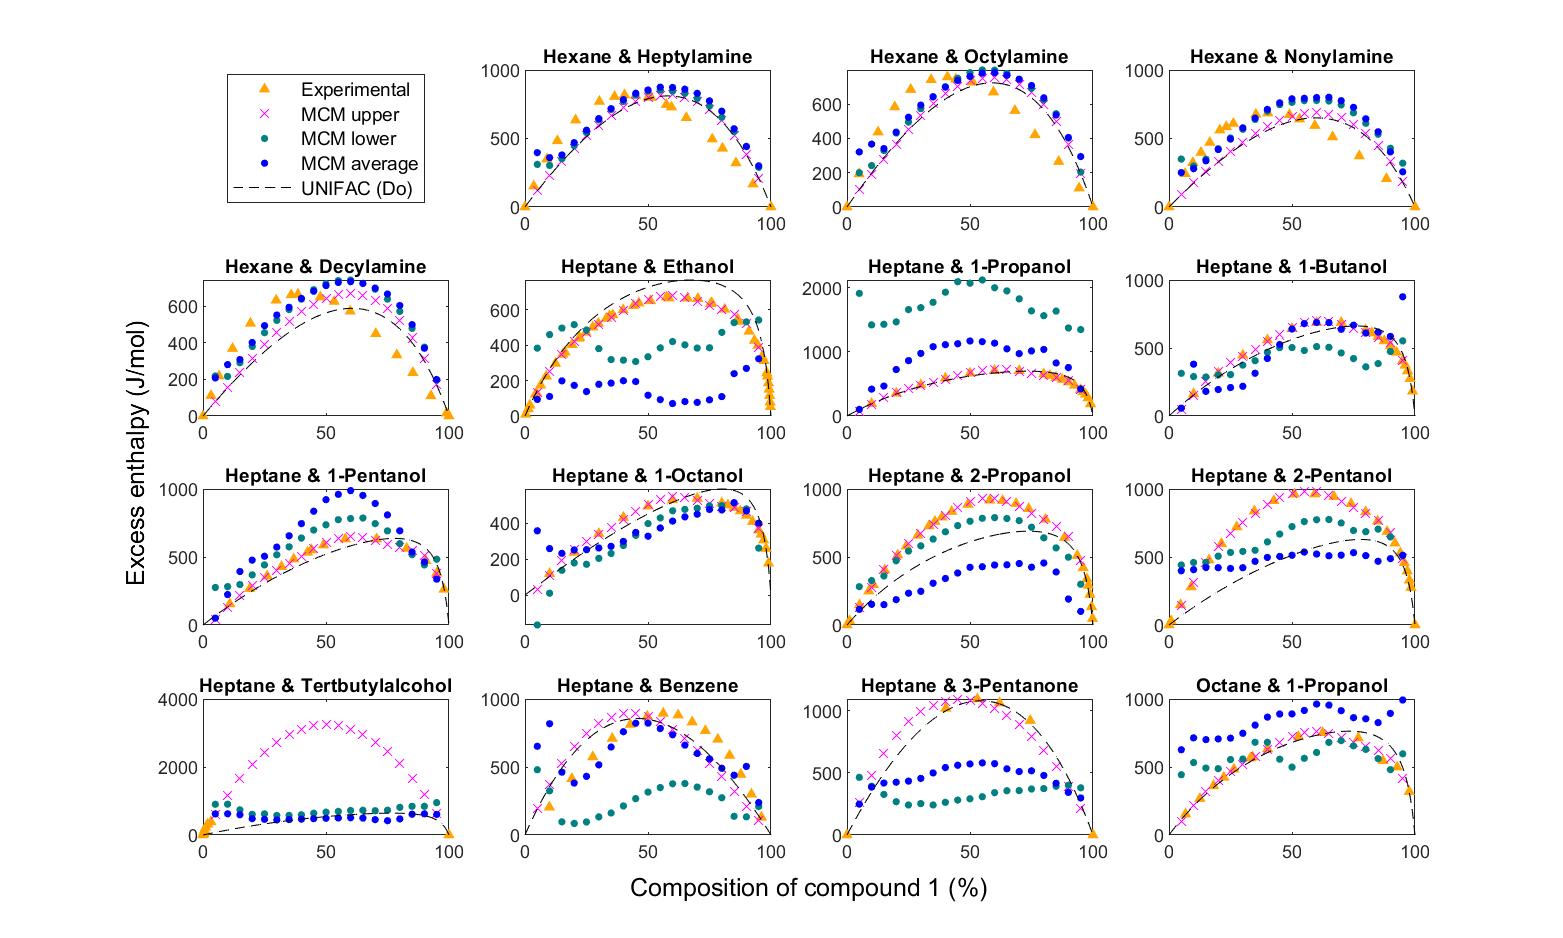 Hexane & Heptylamine
Hexane & Octylamine
Hexane & Nonylamine
Experimental
MCM upper
MCM lower
MCM average
UNIFAC (Do)
1000
500
0
0 50 100
600
400
200
0
0 50 100
1000
500
0
0 50 100
Hexane & Decylamine
Heptane & Ethanol
Heptane & 1-Propanol
Heptane & 1-Butanol
600
400
200
0
0 50 100
600
400
200
0
0 50 100
2000
1000
0
0 50 100
1000
500
0
0 50 100
Excess enthalpy (J/mol)
Heptane & 1-Pentanol
Heptane & 1-Octanol
Heptane & 2-Propanol
Heptane & 2-Pentanol
1000
500
0
0 50 100
400
200
0
0 50 100
1000
500
0
0 50 100
1000
500
0
0 50 100
Heptane & Tertbutylalcohol
Heptane & Benzene
Heptane & 3-Pentanone
Octane & 1-Propanol
4000
2000
0
0 50 100
1000
500
0
0 50 100
1000
500
0
0 50 100
1000
500
0
0 50 100
Composition of compound 1 (%)